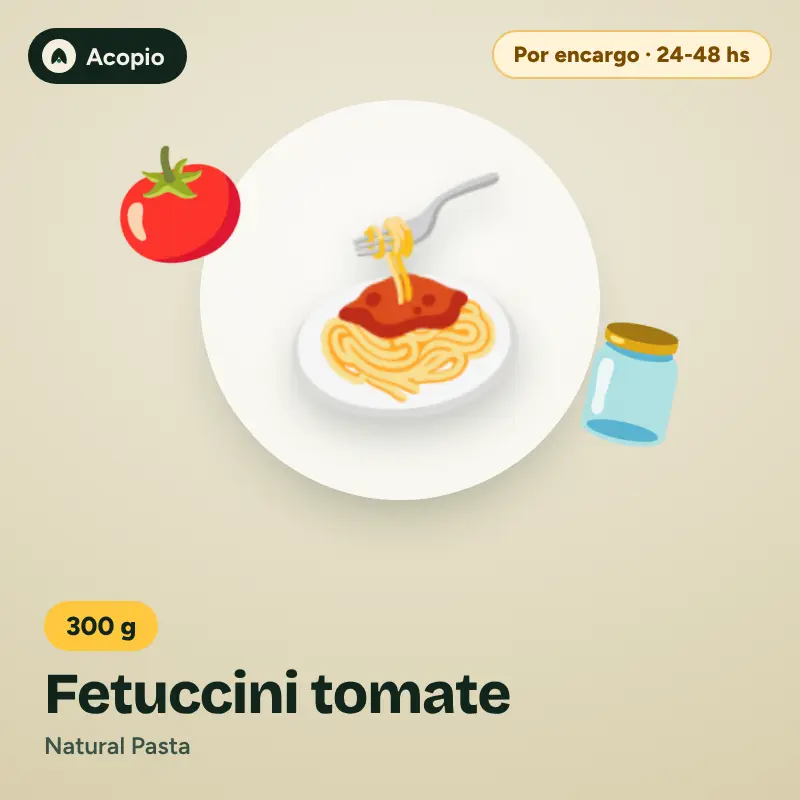 Acopio
Por encargo · 24-48 hs
300 g
Fetuccini tomate
Natural Pasta